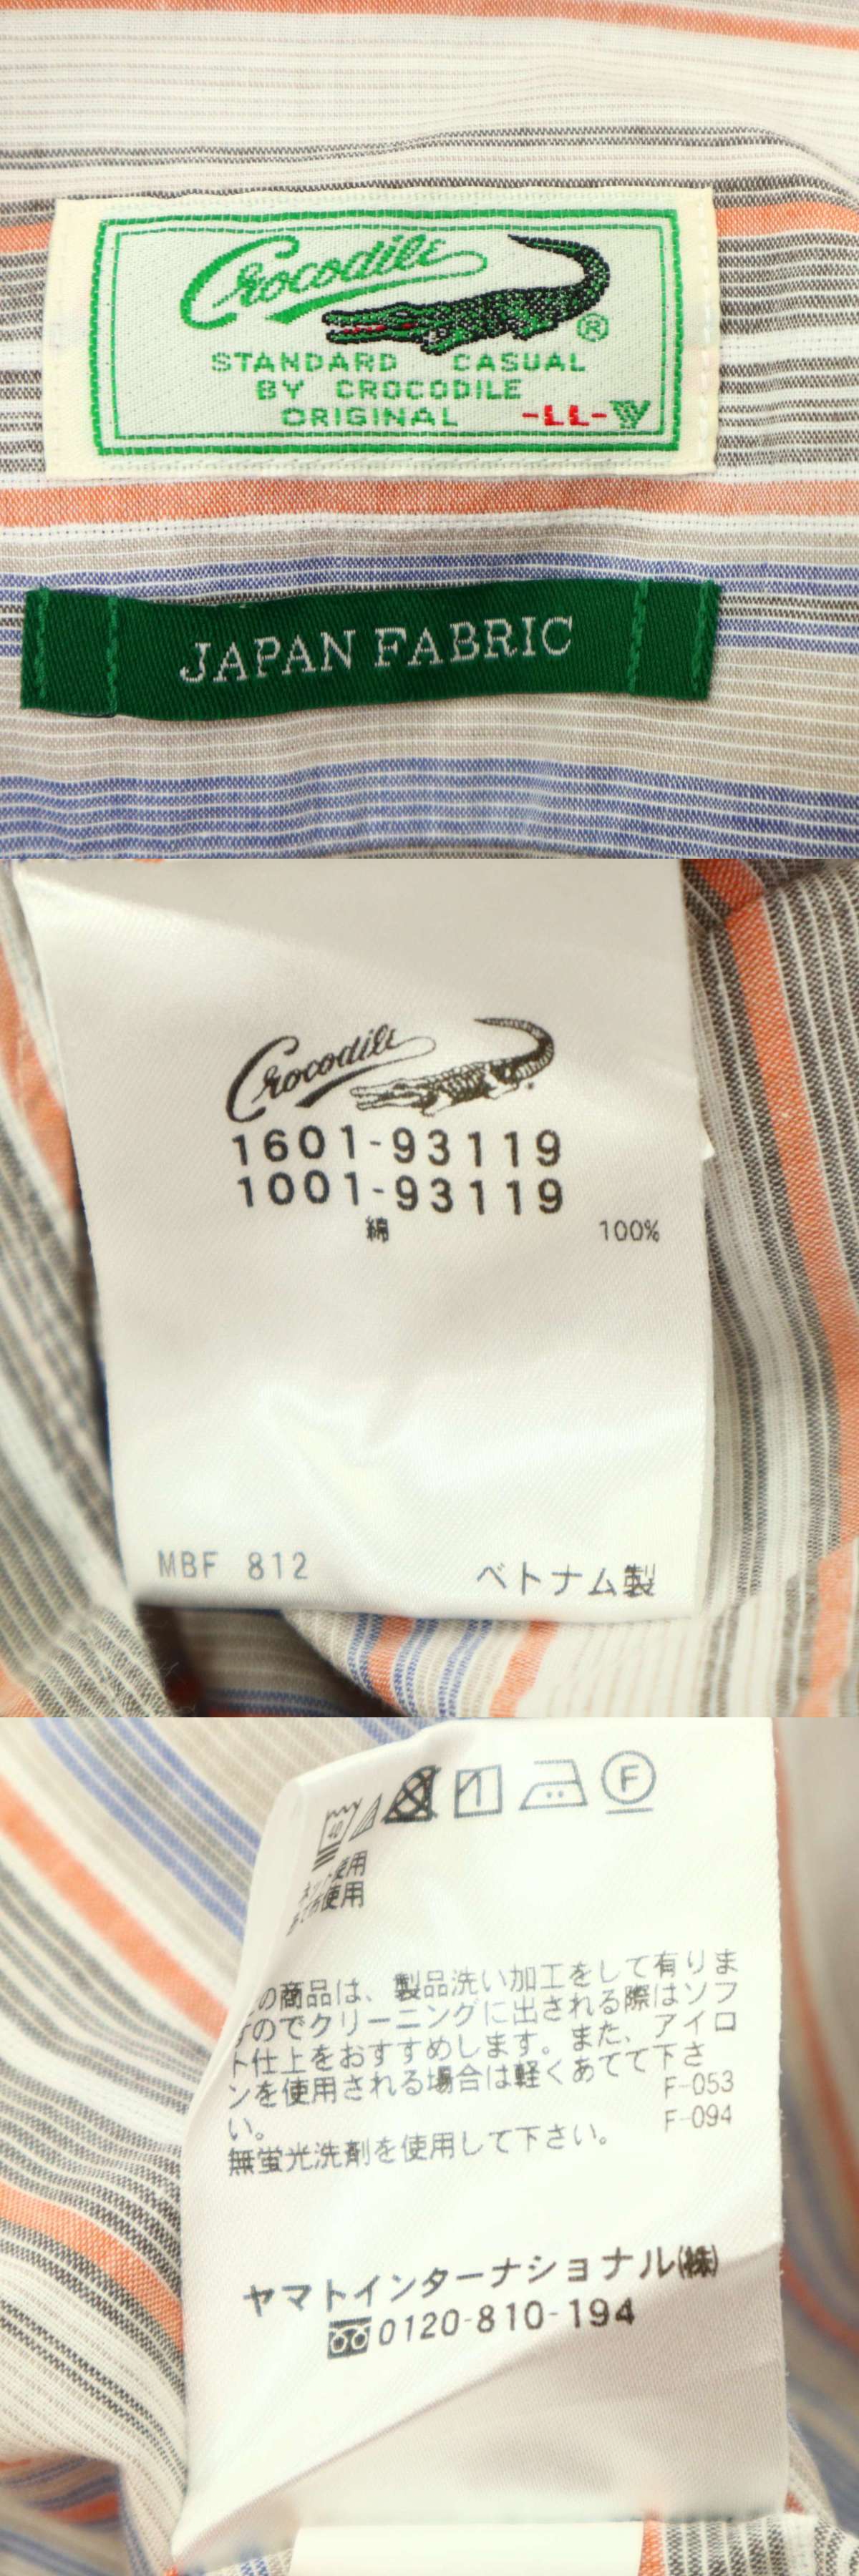 Crocodile
®
STANDARD CASUAL
BY CROCODILE
ORIGINAL -LL-
JAPAN FABRIC
Crocodile
1601-93119
1001-93119
綿 100%
MBF 812 ベトナム製
40 1 F
使用
使用
の商品は、製品洗い加工をして有りま
すのでクリーニングに出される際はソフ
ト仕上をおすすめします。また、アイロ
ンを使用される場合は軽くあてて下さ
い。
F-053
F-094
無蛍光洗剤を使用して下さい。
ヤマトインターナショナル㈱
0120-810-194